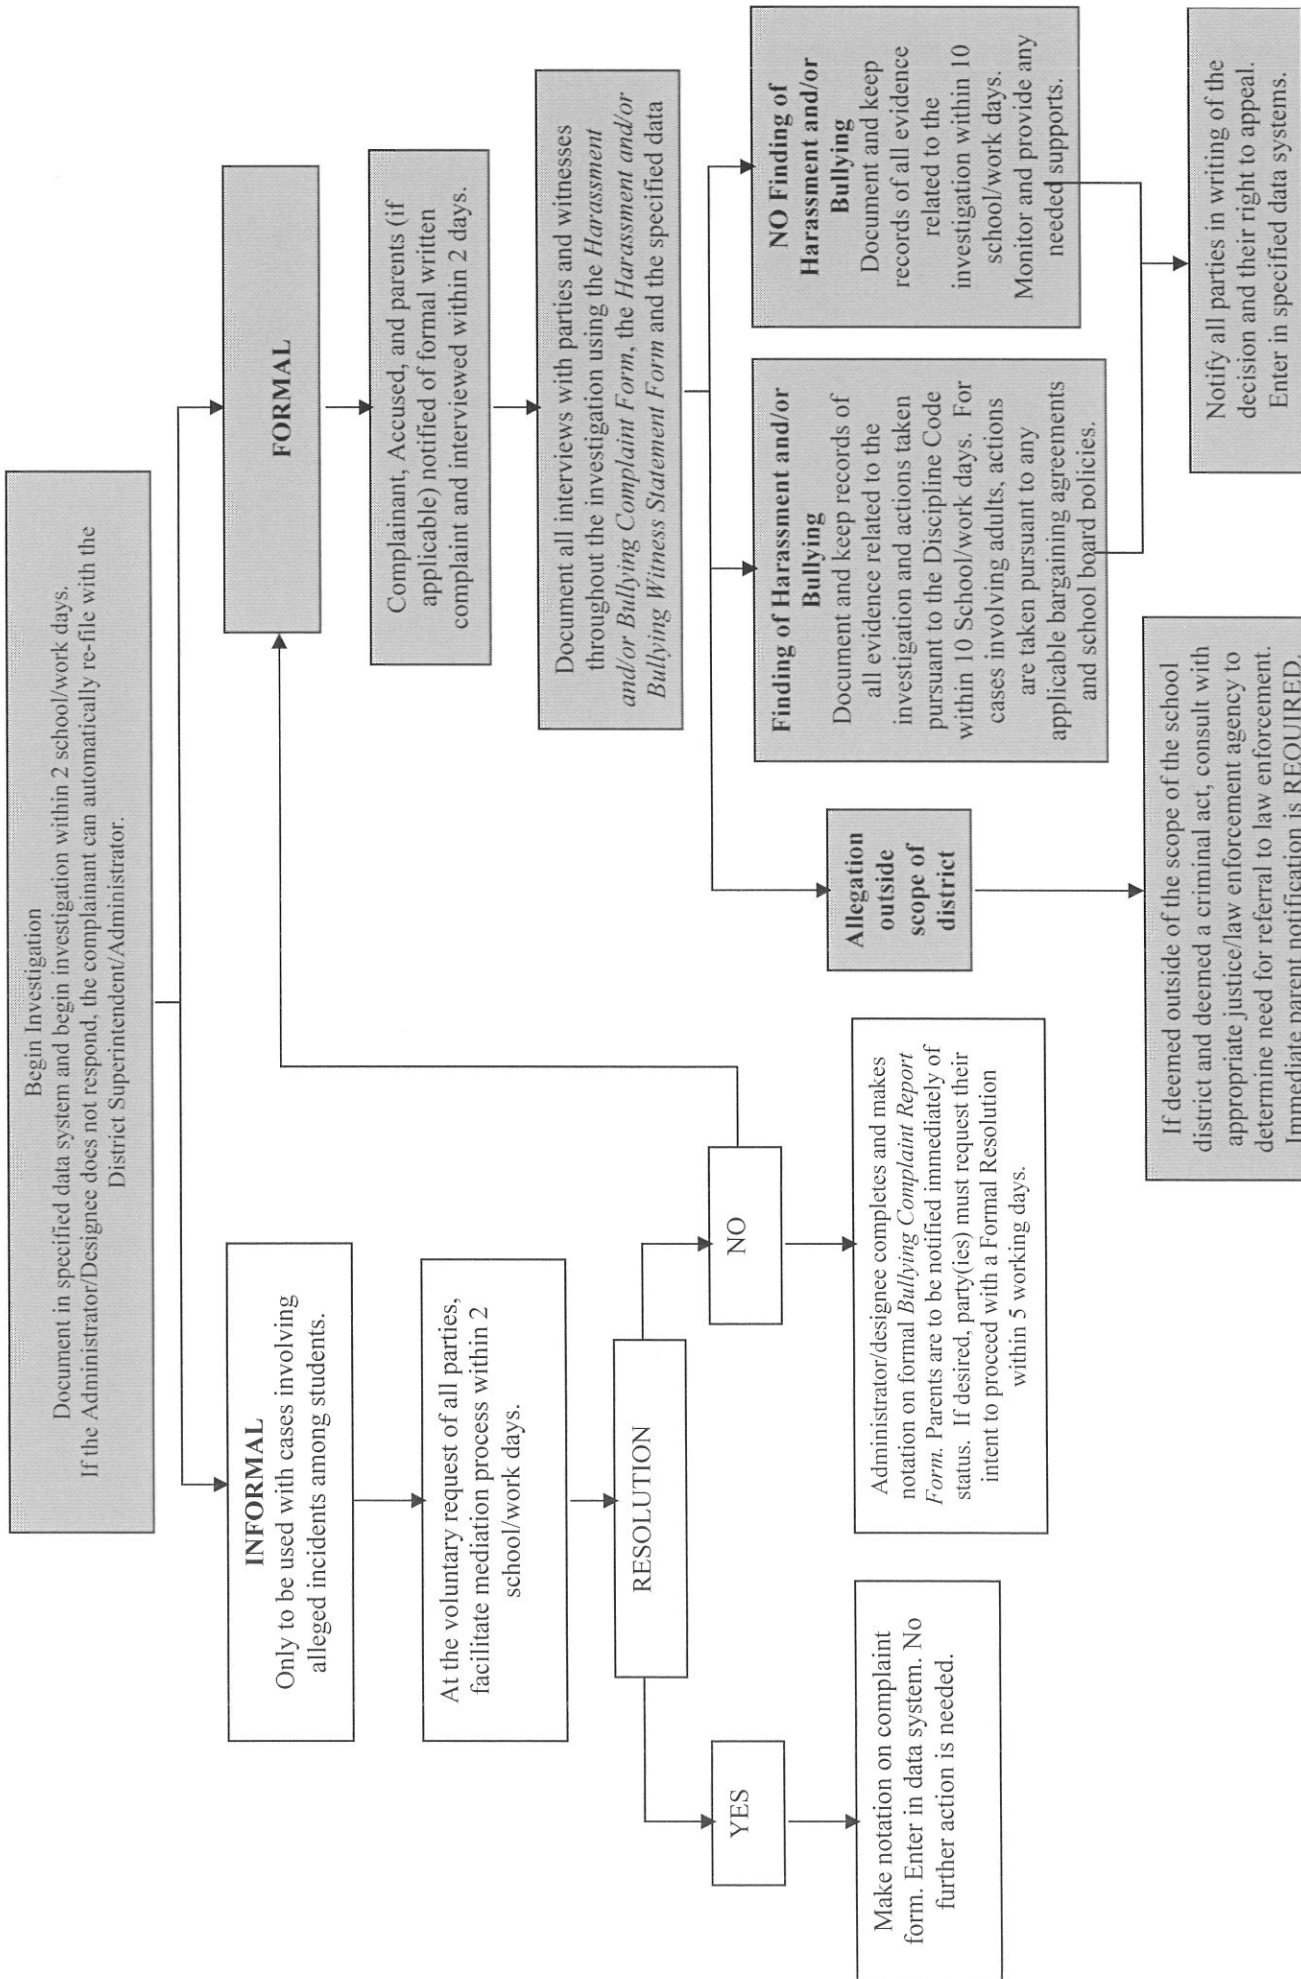 Begin Investigation
Document in specified data system and begin investigation within 2 school/work days.
If the Administrator/Designee does not respond, the complainant can automatically re-file with the
District Superintendent/Administrator.
INFORMAL
Only to be used with cases involving
alleged incidents among students.
At the voluntary request of all parties,
facilitate mediation process within 2
school/work days.
RESOLUTION
YES
Make notation on complaint
form. Enter in data system. No
further action is needed.
NO
Administrator/designee completes and makes
notation on formal Bullying Complaint Report
Form. Parents are to be notified immediately of
status. If desired, party(ies) must request their
intent to proceed with a Formal Resolution
within 5 working days.
FORMAL
Complainant, Accused, and parents (if
applicable) notified of formal written
complaint and interviewed within 2 days.
Document all interviews with parties and witnesses
throughout the investigation using the Harassment
and/or Bullying Complaint Form, the Harassment and/or
Bullying Witness Statement Form and the specified data
Allegation
outside
scope of
district
If deemed outside of the scope of the school
district and deemed a criminal act, consult with
appropriate justice/law enforcement agency to
determine need for referral to law enforcement.
Immediate parent notification is REQUIRED.
Finding of Harassment and/or
Bullying
Document and keep records of
all evidence related to the
investigation and actions taken
pursuant to the Discipline Code
within 10 School/work days. For
cases involving adults, actions
are taken pursuant to any
applicable bargaining agreements
and school board policies.
NO Finding of
Harassment and/or
Bullying
Document and keep
records of all evidence
related to the
investigation within 10
school/work days.
Monitor and provide any
needed supports.
Notify all parties in writing of the
decision and their right to appeal.
Enter in specified data systems.